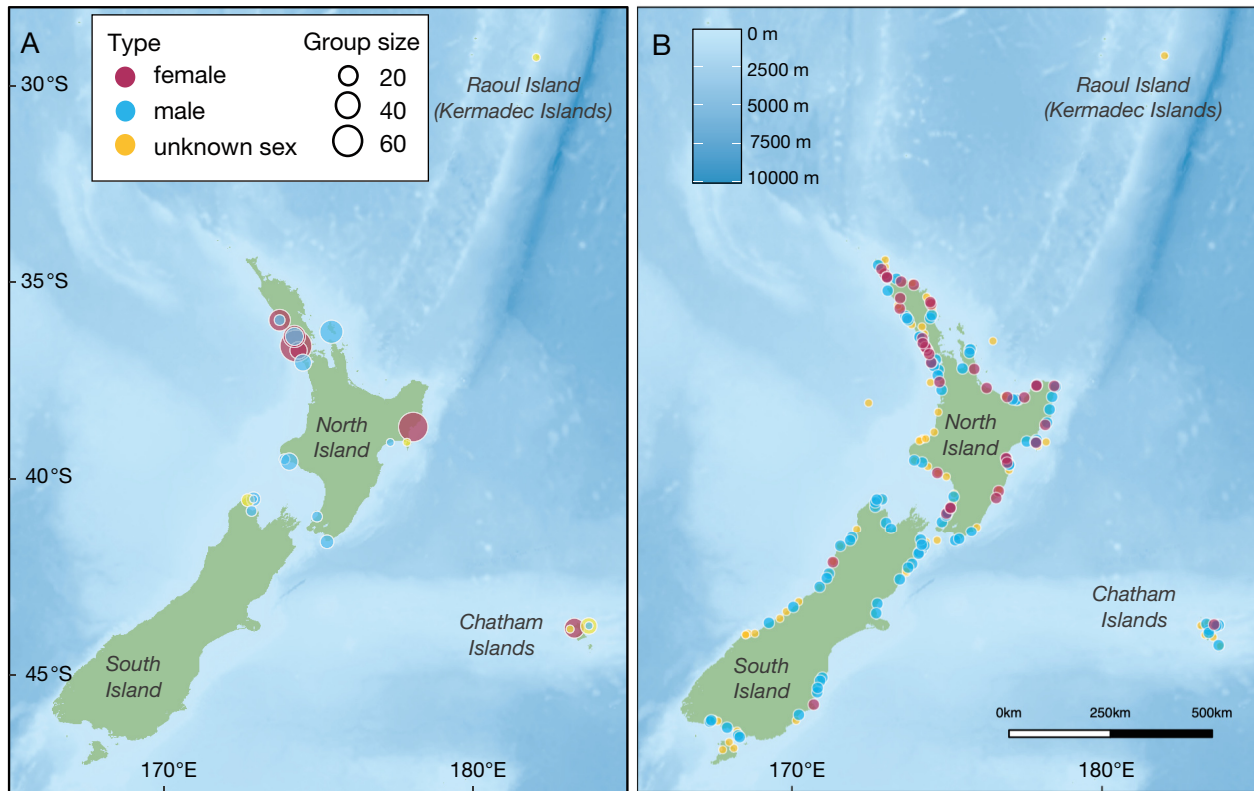 A
Type
female
male
unknown sex
Group size
20
40
60
30°S
35°S
40°S
45°S
Raoul Island
(Kermadec Islands)
North
Island
South
Island
Chatham
Islands
170°E
180°E
B
0 m
2500 m
5000 m
7500 m
10000 m
Raoul Island
(Kermadec Islands)
North
Island
Chatham
Islands
South
Island
0km
250km
500km
170°E
180°E